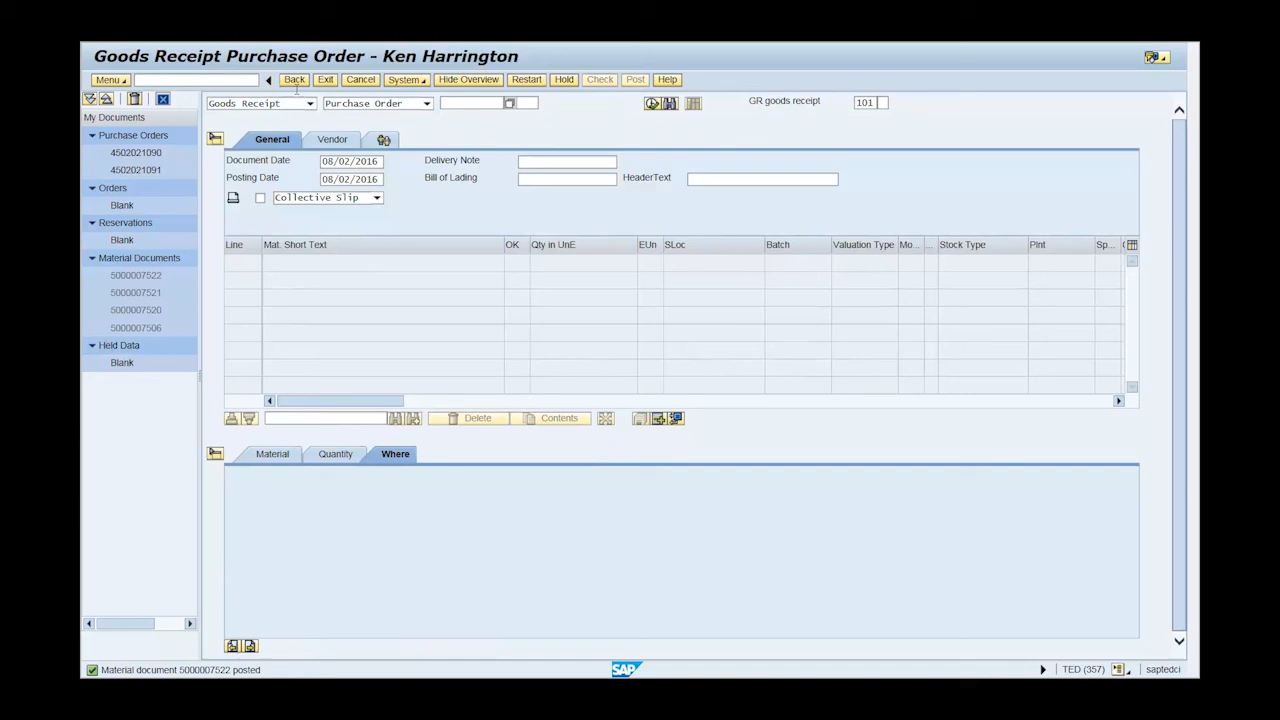 Goods Receipt Purchase Order - Ken Harrington
Menu Back Exit Cancel System Hide Overview Restart Hold Check Post Help
Goods Receipt Purchase Order GR goods receipt 101
My Documents
Purchase Orders
4502021090
4502021091
Orders
Blank
Reservations
Blank
Material Documents
5000007522
5000007521
5000007520
5000007506
Held Data
Blank
General Vendor
Document Date 08/02/2016 Delivery Note
Posting Date 08/02/2016 Bill of Lading HeaderText
Collective Slip
Line Mat. Short Text OK Qty in UnE EUn SLoc Batch Valuation Type Mo... ... Stock Type Plnt Sp...
Delete Contents
Material Quantity Where
Material document 5000007522 posted SAP TED (357) saptedci